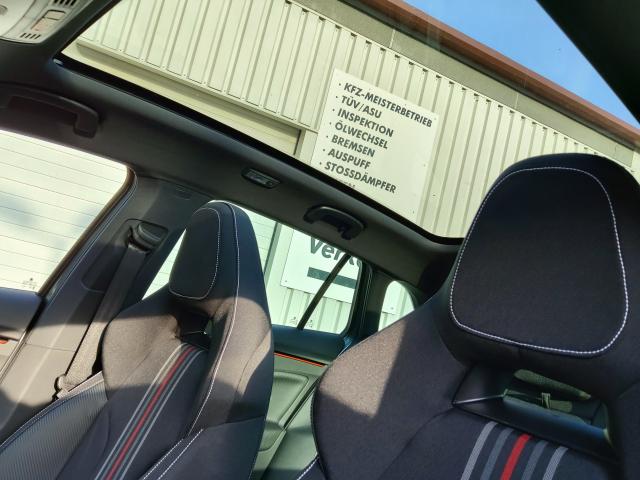 · KFZ-MEISTERBETRIEB
· TÜV/ASU
· INSPEKTION
· ÖLWECHSEL
· BREMSEN
· AUSPUFF
· STOSSDÄMPFER